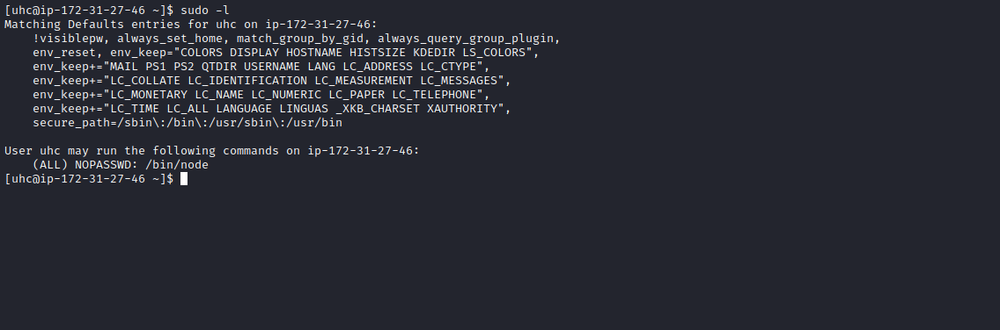 [uhc@ip-172-31-27-46 ~]$ sudo -l
Matching Defaults entries for uhc on ip-172-31-27-46:
    !visiblepw, always_set_home, match_group_by_gid, always_query_group_plugin,
    env_reset, env_keep="COLORS DISPLAY HOSTNAME HISTSIZE KDEDIR LS_COLORS",
    env_keep+="MAIL PS1 PS2 QTDIR USERNAME LANG LC_ADDRESS LC_CTYPE",
    env_keep+="LC_COLLATE LC_IDENTIFICATION LC_MEASUREMENT LC_MESSAGES",
    env_keep+="LC_MONETARY LC_NAME LC_NUMERIC LC_PAPER LC_TELEPHONE",
    env_keep+="LC_TIME LC_ALL LANGUAGE LINGUAS _XKB_CHARSET XAUTHORITY",
    secure_path=/sbin\:/bin\:/usr/sbin\:/usr/bin

User uhc may run the following commands on ip-172-31-27-46:
    (ALL) NOPASSWD: /bin/node
[uhc@ip-172-31-27-46 ~]$